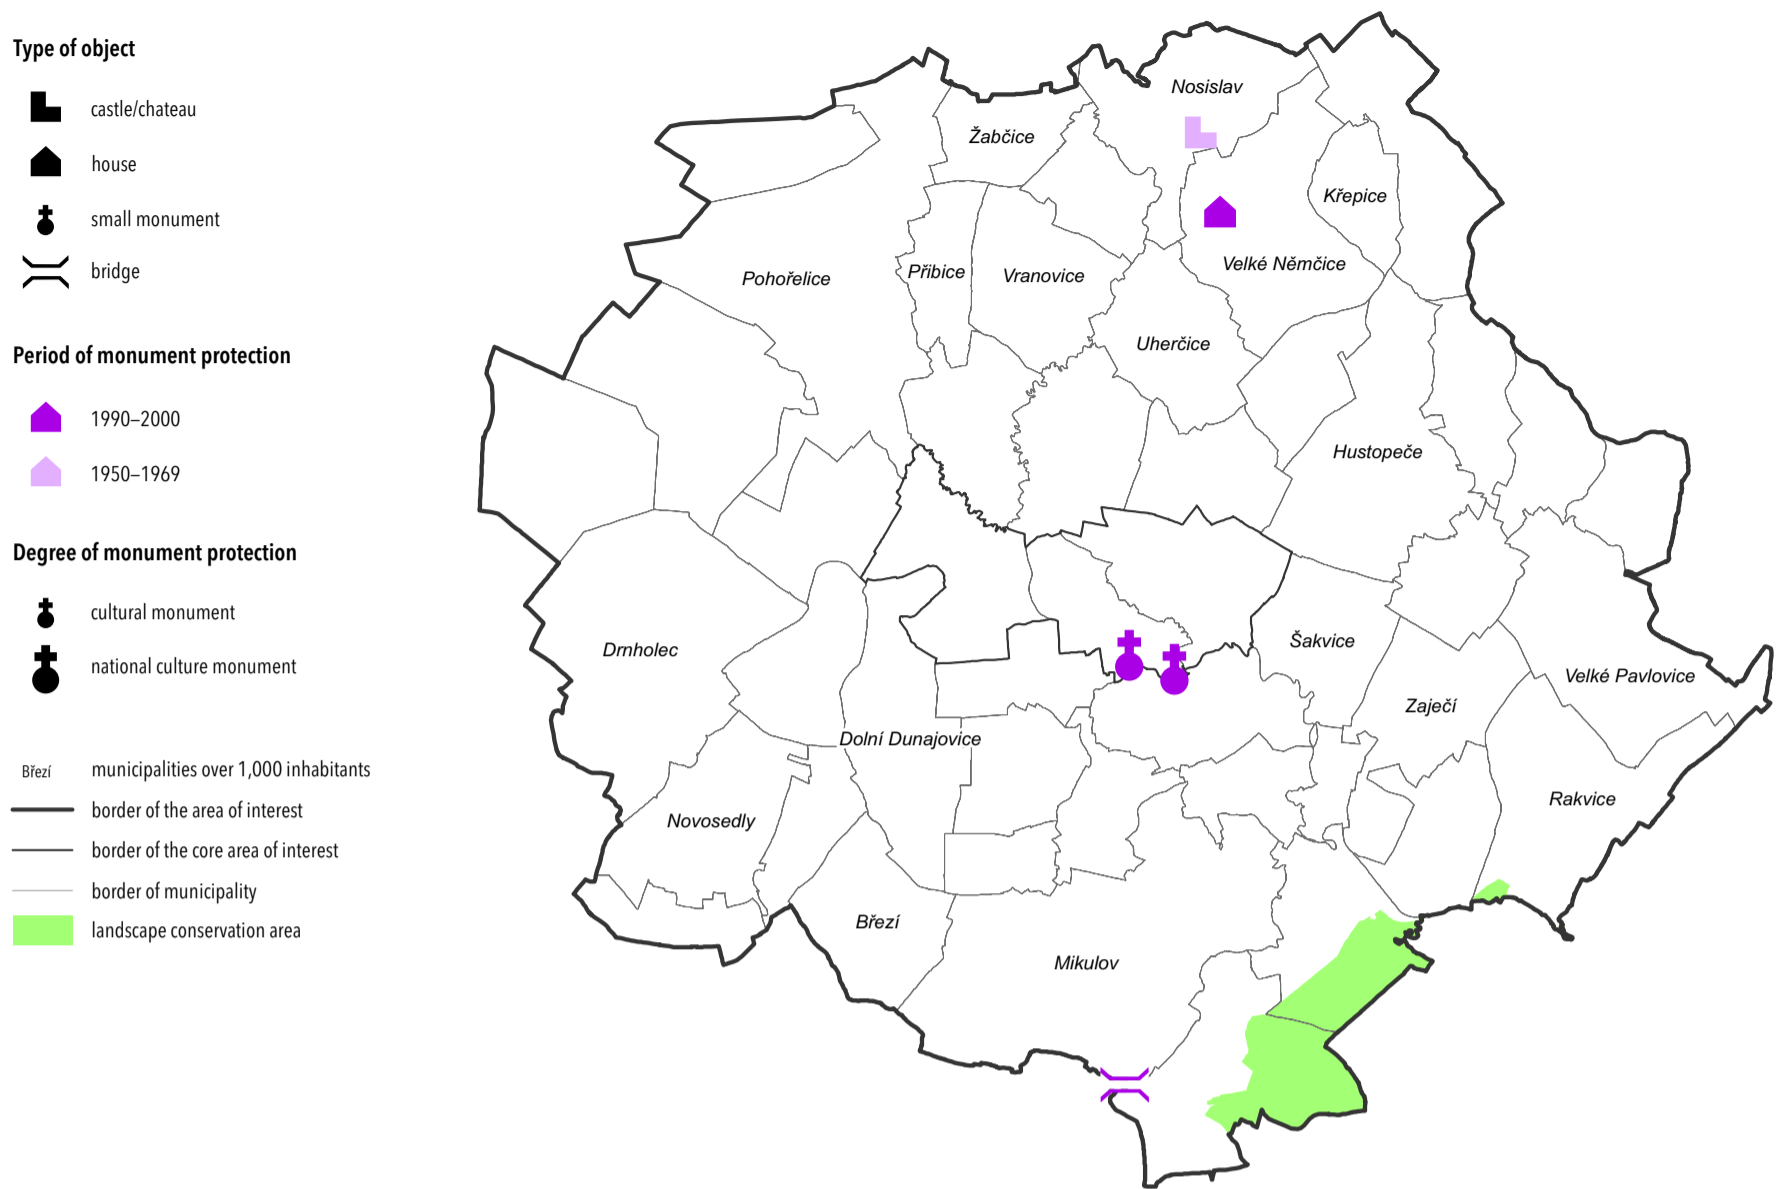 Type of object
castle/chateau
house
small monument
bridge
Period of monument protection
1990–2000
1950–1969
Degree of monument protection
cultural monument
national culture monument
Březí municipalities over 1,000 inhabitants
border of the area of interest
border of the core area of interest
border of municipality
landscape conservation area
Nosislav
Žabčice
Křepice
Velké Němčice
Pohořelice
Přibice
Vranovice
Uherčice
Hustopeče
Drnholec
Šakvice
Velké Pavlovice
Zaječí
Dolní Dunajovice
Rakvice
Novosedly
Březí
Mikulov